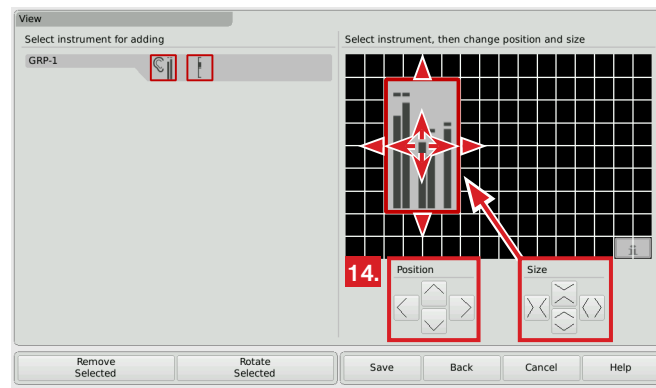 View
Select instrument for adding
Select instrument, then change position and size
GRP-1
14.
Position
Size
Remove
Selected
Rotate
Selected
Save
Back
Cancel
Help